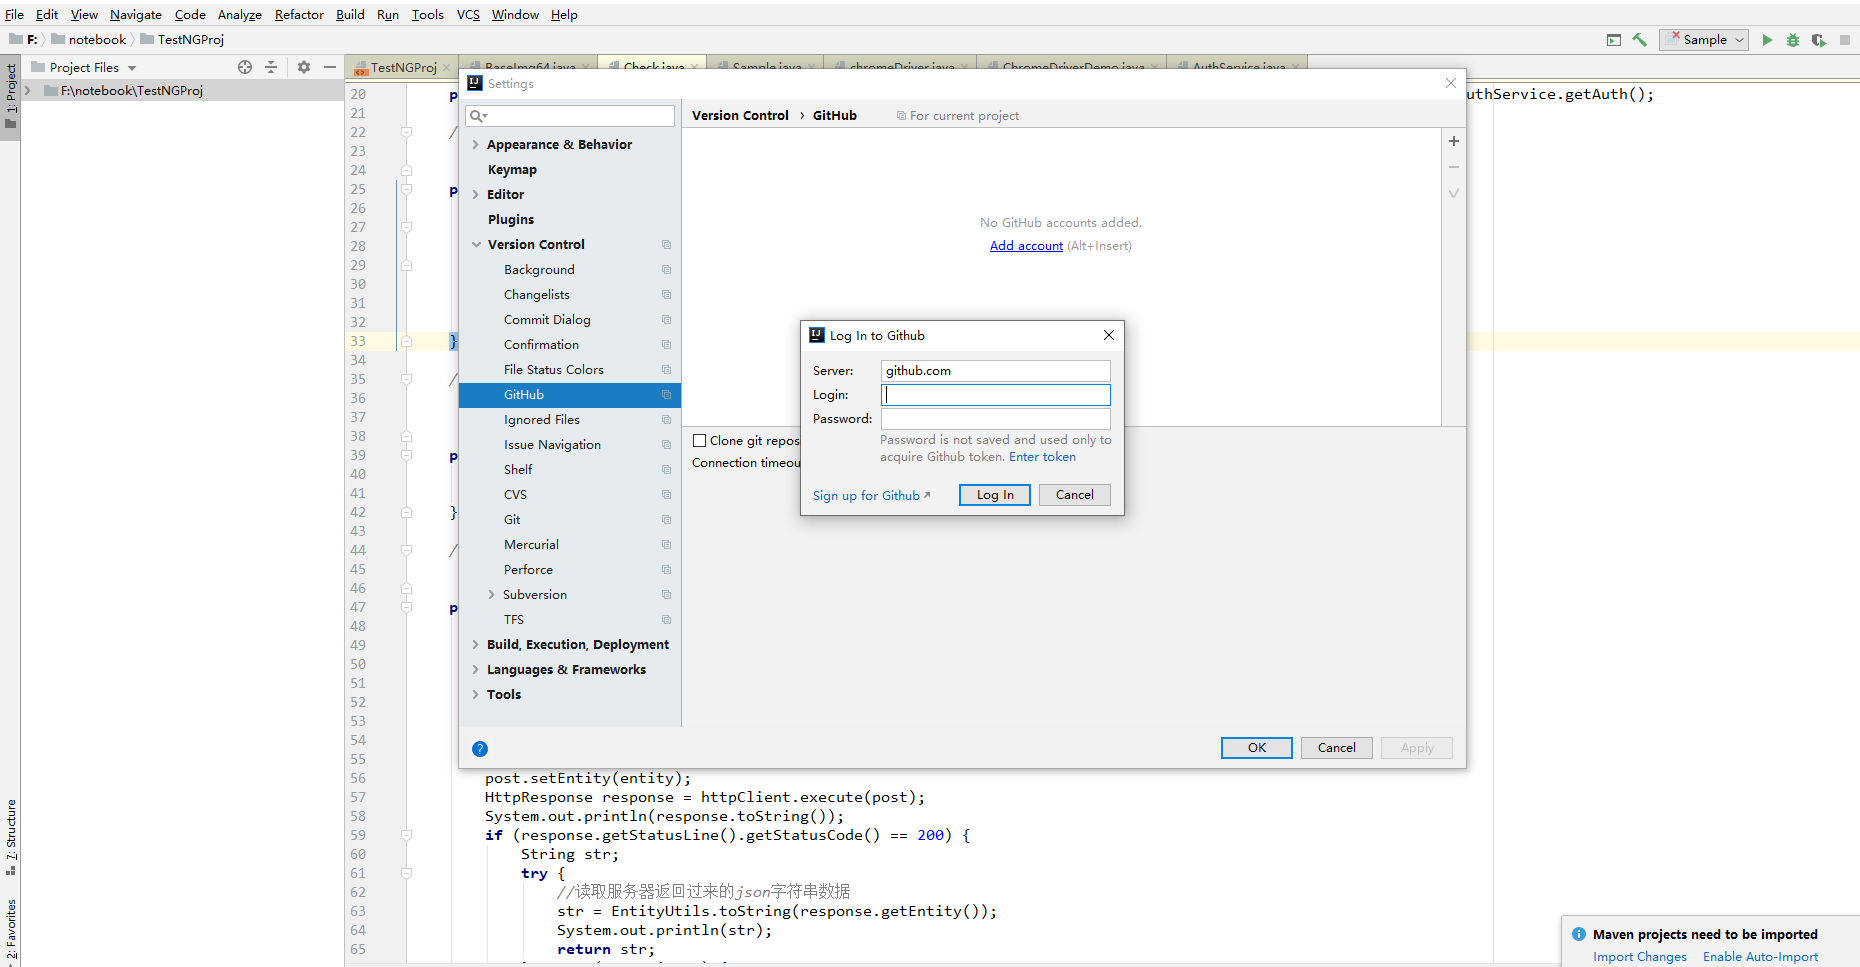 File Edit View Navigate Code Analyze Refactor Build Run Tools VCS Window Help
F: notebook TestNGProj
Sample
1: Project
Project Files
TestNGProj BaseImg64.java Check.java Sample.java chromeDriver.java ChromeDriverDemo.java AuthService.java
F:\notebook\TestNGProj
Settings
Version Control › GitHub For current project
Appearance & Behavior
Keymap
Editor
Plugins
Version Control
Background
Changelists
Commit Dialog
Confirmation
File Status Colors
GitHub
Ignored Files
Issue Navigation
Shelf
CVS
Git
Mercurial
Perforce
Subversion
TFS
Build, Execution, Deployment
Languages & Frameworks
Tools
No GitHub accounts added.
Add account (Alt+Insert)
Clone git repos
Connection timeou
Log In to Github
Server: github.com
Login:
Password:
Password is not saved and used only to
acquire Github token. Enter token
Sign up for Github Log In Cancel
? OK Cancel Apply
20 p uthService.getAuth();
21
22 /
23
24
25 p
26
27
28
29
30
31
32
33 }
34
35 /
36
37
38
39 p
40
41
42 }
43
44 /
45
46
47 p
48
49
50
51
52
53
54
55
56 post.setEntity(entity);
57 HttpResponse response = httpClient.execute(post);
58 System.out.println(response.toString());
59 if (response.getStatusLine().getStatusCode() == 200) {
60 String str;
61 try {
62 //读取服务器返回过来的json字符串数据
63 str = EntityUtils.toString(response.getEntity());
64 System.out.println(str);
65 return str;
Z: Structure
2: Favorites
Maven projects need to be imported
Import Changes Enable Auto-Import